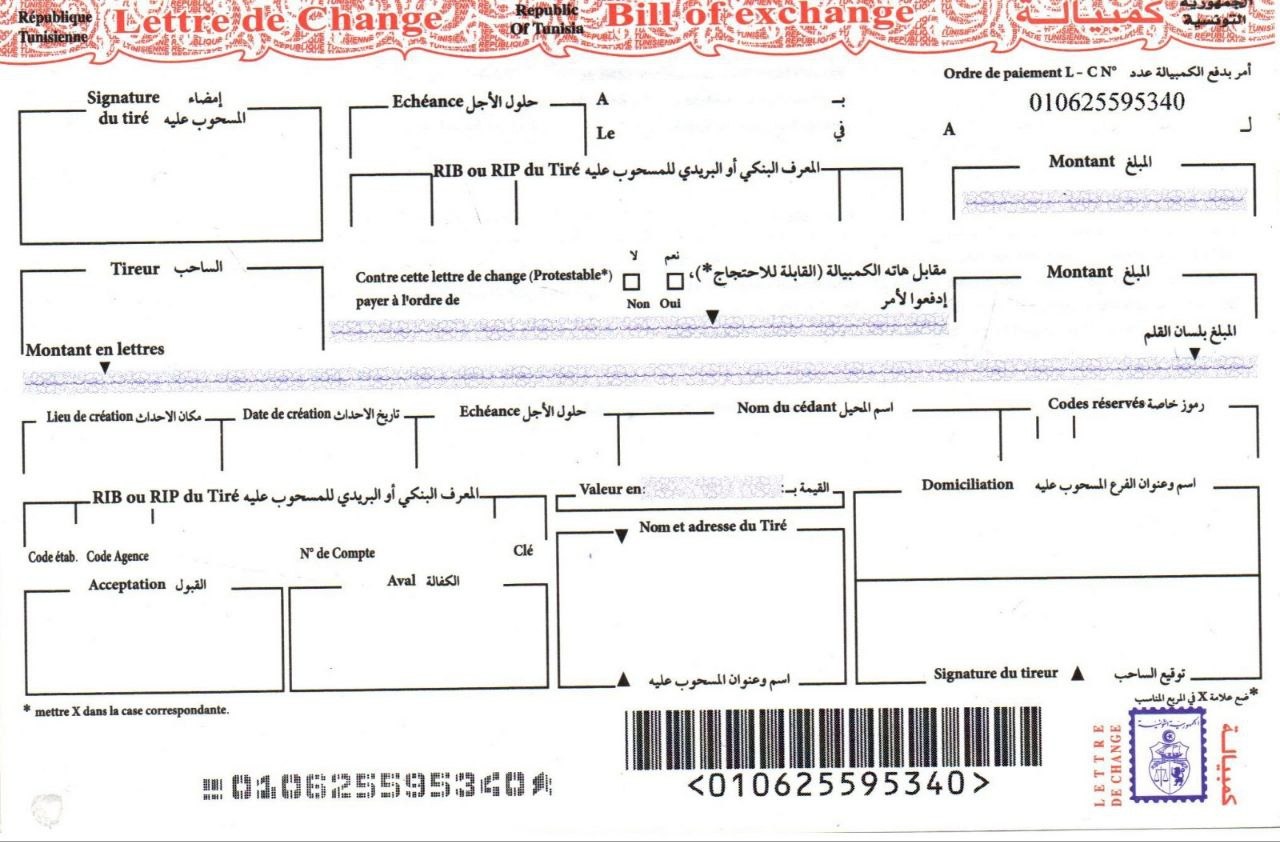 République
Tunisienne
Lettre de Change
Republic
Of Tunisia
Bill of exchange
كمبيالة
الجمهورية
التونسية
Ordre de paiement L - C N° أمر بدفع الكمبيالة عدد
010625595340
A لـ
Signature إمضاء
du tiré المسحوب عليه
Echéance حلول الأجل
A بـ
Le في
RIB ou RIP du Tiré المعرف البنكي أو البريدي للمسحوب عليه
Montant المبلغ
Tireur الساحب
Contre cette lettre de change (Protestable*)
payer à l'ordre de
لا نعم
Non Oui
مقابل هاته الكمبيالة (القابلة للاحتجاج*)،
إدفعوا لأمر
Montant المبلغ
Montant en lettres
المبلغ بلسان القلم
Lieu de création مكان الاحداث
Date de création تاريخ الاحداث
Echéance حلول الأجل
Nom du cédant اسم المحيل
Codes réservés رموز خاصة
RIB ou RIP du Tiré المعرف البنكي أو البريدي للمسحوب عليه
Code étab. Code Agence N° de Compte Clé
Valeur en: القيمة بـ:
Domiciliation اسم وعنوان الفرع المسحوب عليه
Nom et adresse du Tiré
Acceptation القبول
Aval الكفالة
اسم وعنوان المسحوب عليه
Signature du tireur توقيع الساحب
* mettre X dans la case correspondante.
*ضع علامة X في المربع المناسب
010625595340
<010625595340>
LETTRE
DE CHANGE
الجمهورية التونسية
كمبيالة